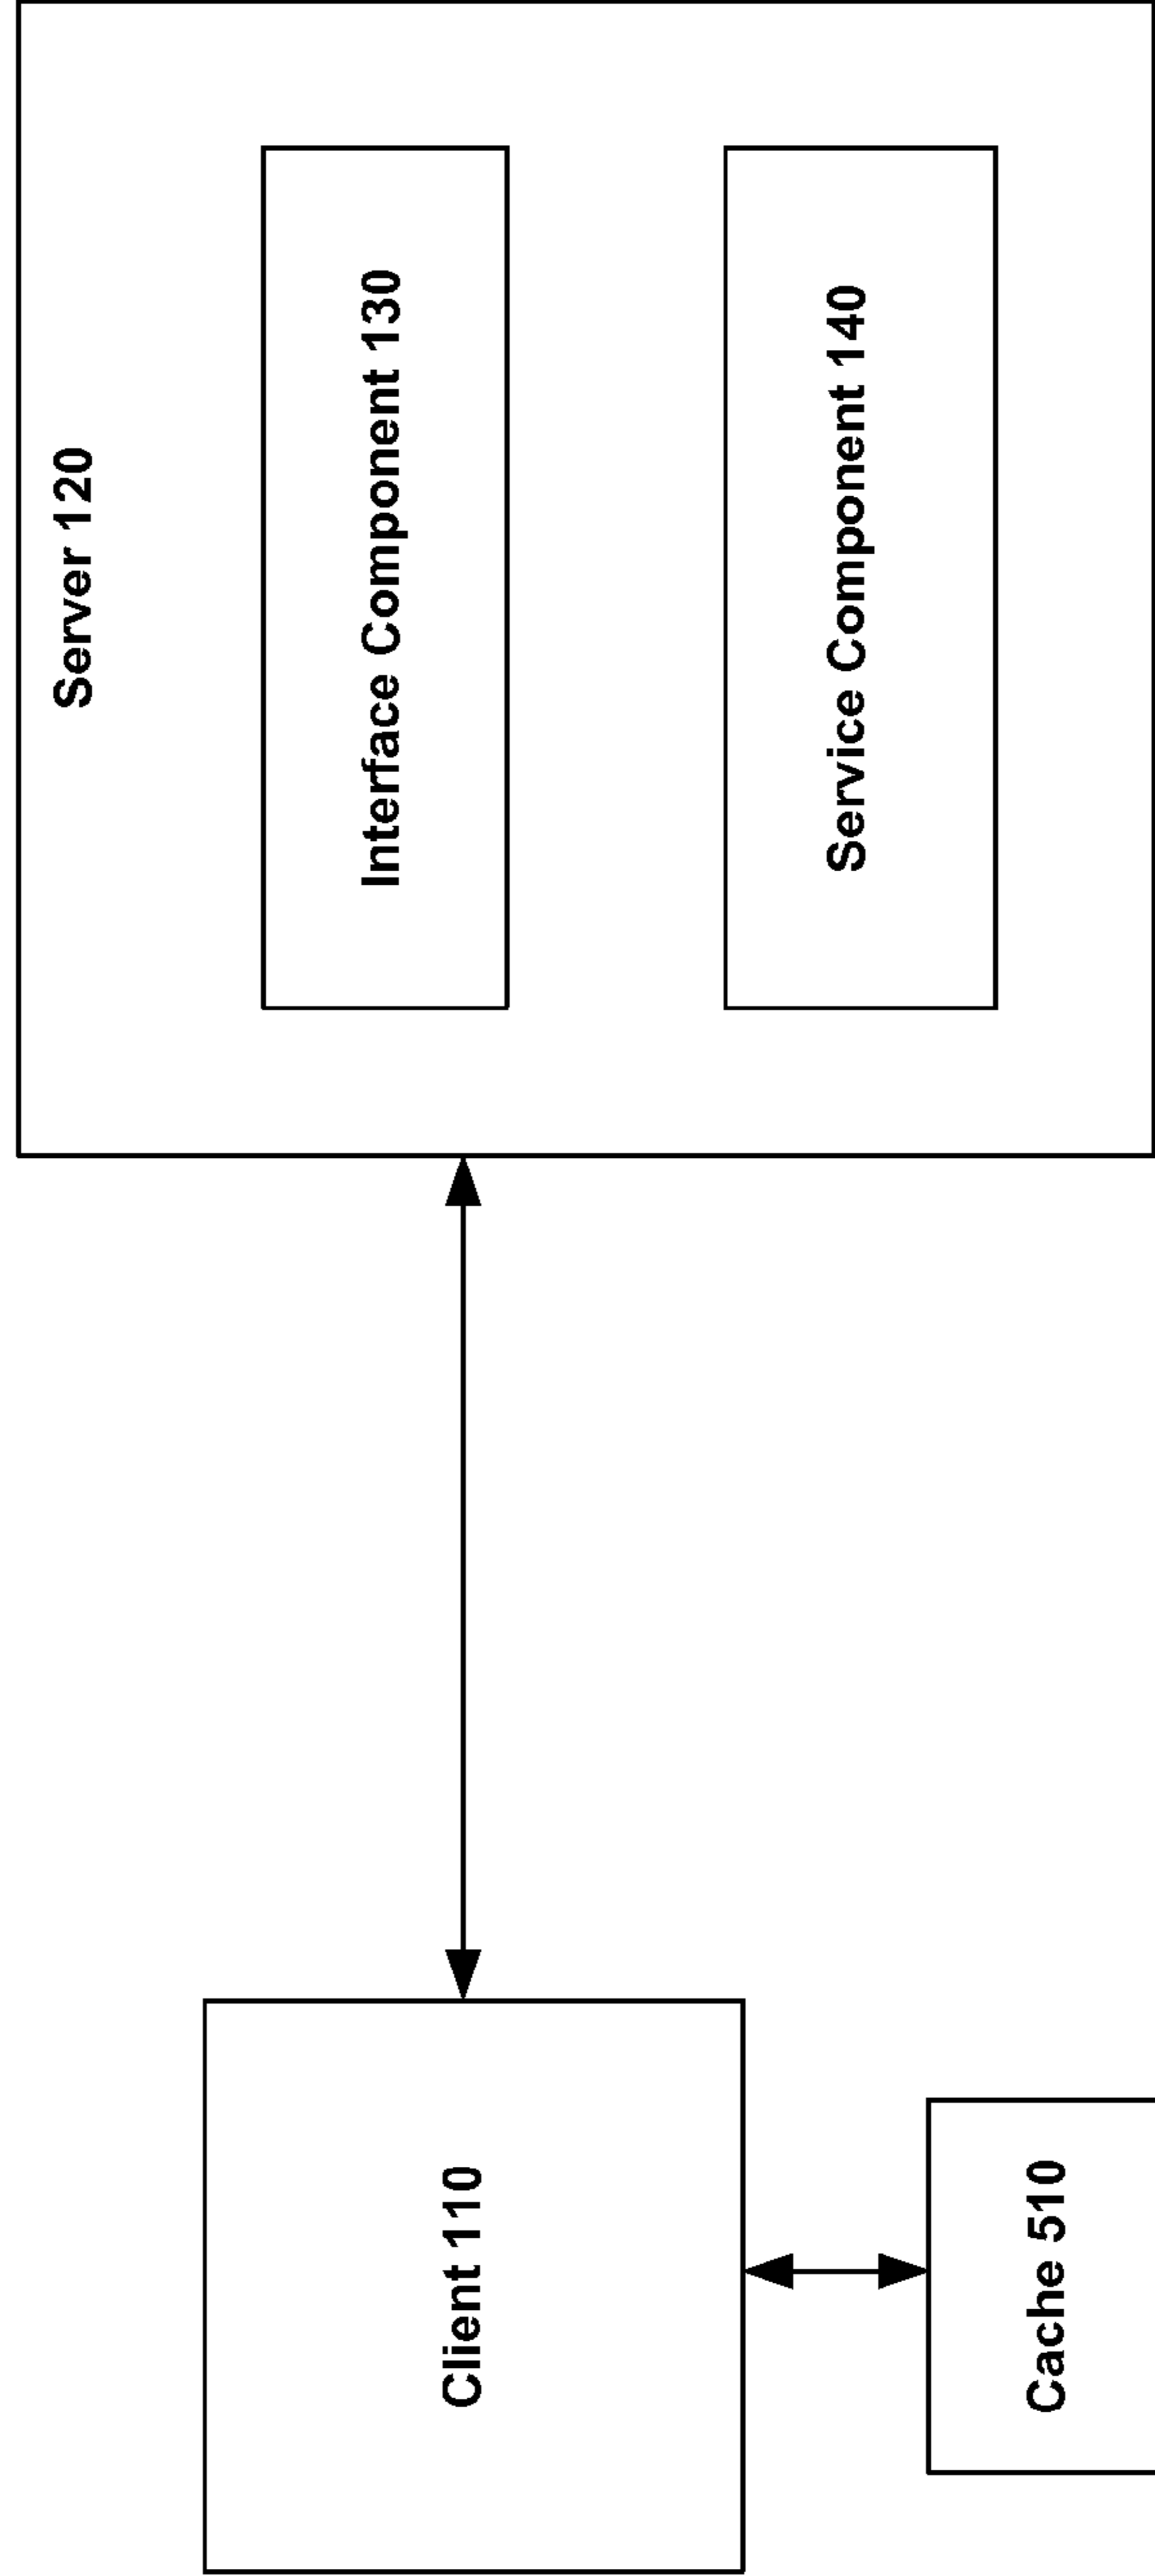 Server 120
Interface Component 130
Service Component 140
Client 110
Cache 510